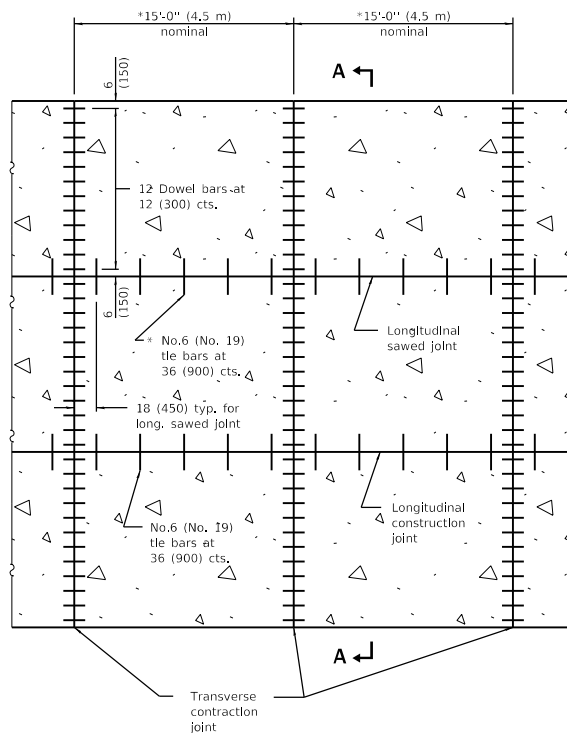 *15'-0" (4.5 m)
nominal
*15'-0" (4.5 m)
nominal
6
(150)
A
12 Dowel bars at
12 (300) cts.
6
(150)
* No.6 (No. 19)
tie bars at
36 (900) cts.
Longitudinal
sawed joint
18 (450) typ. for
long. sawed joint
No.6 (No. 19)
tie bars at
36 (900) cts.
Longitudinal
construction
joint
A
Transverse
contraction
joint